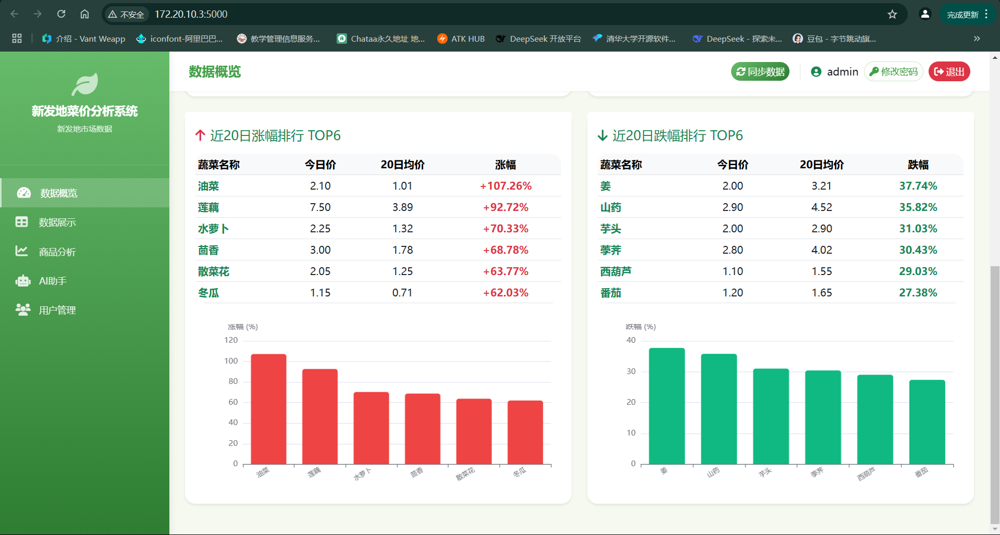 不安全 172.20.10.3:5000 完成更新
介绍 - Vant Weapp iconfont-阿里巴巴... 教学管理信息服务... Chataa永久地址 地... ATK HUB DeepSeek 开放平台 清华大学开源软件... DeepSeek - 探索未... 豆包 - 字节跳动旗... »
新发地菜价分析系统
新发地市场数据
数据概览
数据展示
商品分析
AI助手
用户管理
数据概览 同步数据 admin 修改密码 退出
近20日涨幅排行 TOP6
蔬菜名称 今日价 20日均价 涨幅
油菜 2.10 1.01 +107.26%
莲藕 7.50 3.89 +92.72%
水萝卜 2.25 1.32 +70.33%
茴香 3.00 1.78 +68.78%
散菜花 2.05 1.25 +63.77%
冬瓜 1.15 0.71 +62.03%
涨幅 (%)
120
100
80
60
40
20
0
油菜 莲藕 水萝卜 茴香 散菜花 冬瓜
近20日跌幅排行 TOP6
蔬菜名称 今日价 20日均价 跌幅
姜 2.00 3.21 37.74%
山药 2.90 4.52 35.82%
芋头 2.00 2.90 31.03%
荸荠 2.80 4.02 30.43%
西葫芦 1.10 1.55 29.03%
番茄 1.20 1.65 27.38%
跌幅 (%)
40
30
20
10
0
姜 山药 芋头 荸荠 西葫芦 番茄